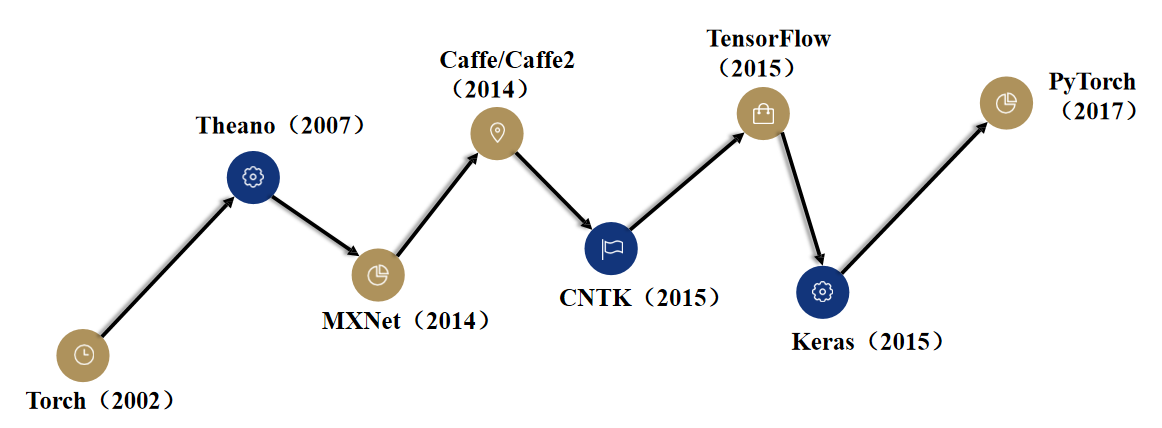 Torch（2002）
Theano（2007）
MXNet（2014）
Caffe/Caffe2
（2014）
CNTK（2015）
TensorFlow
（2015）
Keras（2015）
PyTorch
（2017）